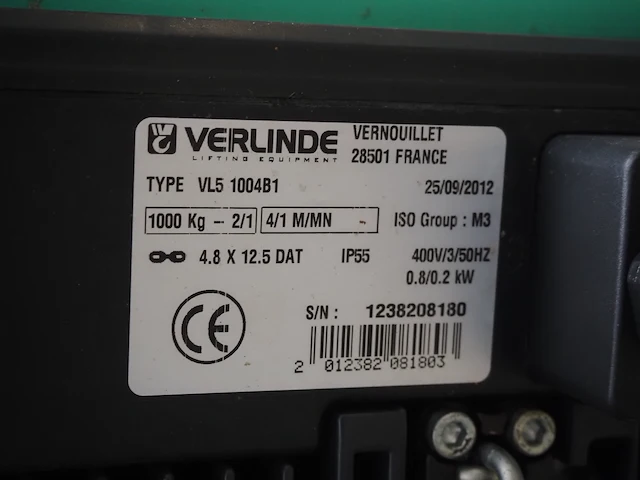 VERLINDE
LIFTING EQUIPMENT
VERNOUILLET
28501 FRANCE
TYPE VL5 1004B1 25/09/2012
1000 Kg - 2/1 4/1 M/MN - ISO Group : M3
4.8 X 12.5 DAT IP55 400V/3/50HZ
0.8/0.2 kW
S/N : 1238208180
CE
2 012382 081803